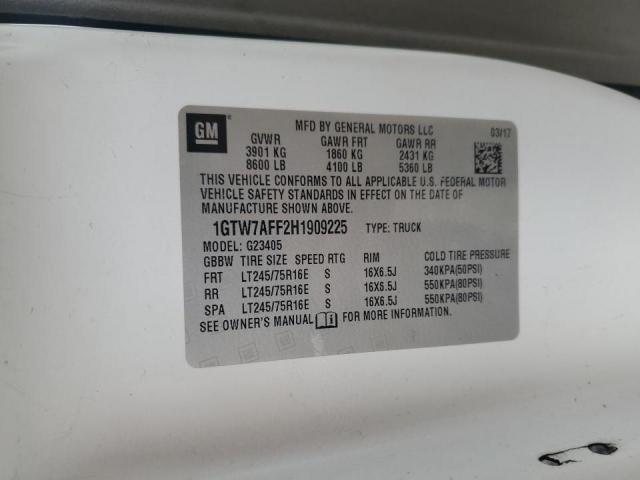 GM
MFD BY GENERAL MOTORS LLC 03/17
GVWR GAWR FRT GAWR RR
3901 KG 1860 KG 2431 KG
8600 LB 4100 LB 5360 LB
THIS VEHICLE CONFORMS TO ALL APPLICABLE U.S. FEDERAL MOTOR
VEHICLE SAFETY STANDARDS IN EFFECT ON THE DATE OF
MANUFACTURE SHOWN ABOVE.
1GTW7AFF2H1909225 TYPE: TRUCK
MODEL: G23405
GBBW TIRE SIZE SPEED RTG RIM COLD TIRE PRESSURE
FRT LT245/75R16E S 16X6.5J 340KPA(50PSI)
RR LT245/75R16E S 16X6.5J 550KPA(80PSI)
SPA LT245/75R16E S 16X6.5J 550KPA(80PSI)
SEE OWNER'S MANUAL FOR MORE INFORMATION.